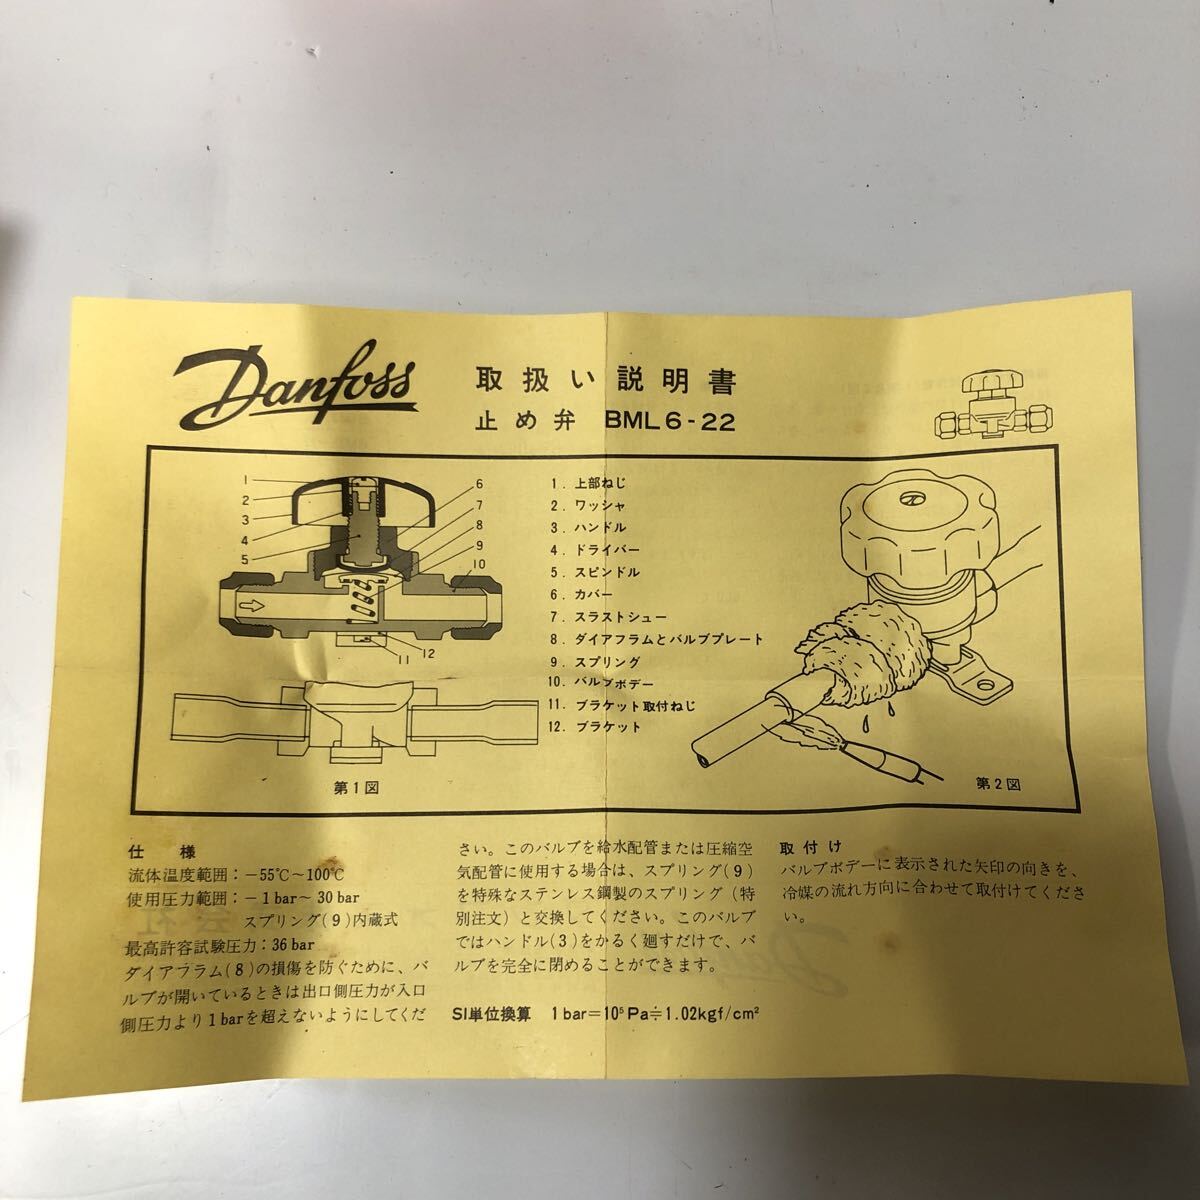 Danfoss
取扱い説明書
止め弁 BML6-22
1
2
3
4
5
6
7
8
9
10
11
12
1. 上部ねじ
2. ワッシャ
3. ハンドル
4. ドライバー
5. スピンドル
6. カバー
7. スラストシュー
8. ダイアフラムとバルブプレート
9. スプリング
10. バルブボデー
11. ブラケット取付ねじ
12. ブラケット
第1図
第2図
仕様
流体温度範囲：－55℃～100℃
使用圧力範囲：－1bar～30bar
スプリング(9)内蔵式
最高許容試験圧力：36bar
ダイアフラム(8)の損傷を防ぐために、バ
ルブが開いているときは出口側圧力が入口
側圧力より1barを超えないようにしてくだ
さい。このバルブを給水配管または圧縮空
気配管に使用する場合は、スプリング(9)
を特殊なステンレス鋼製のスプリング(特
別注文)と交換してください。このバルブ
ではハンドル(3)をかるく廻すだけで、バ
ルブを完全に閉めることができます。
SI単位換算 1bar＝10⁵Pa≑1.02kgf/cm²
取付け
バルブボデーに表示された矢印の向きを、
冷媒の流れ方向に合わせて取付けてくださ
い。